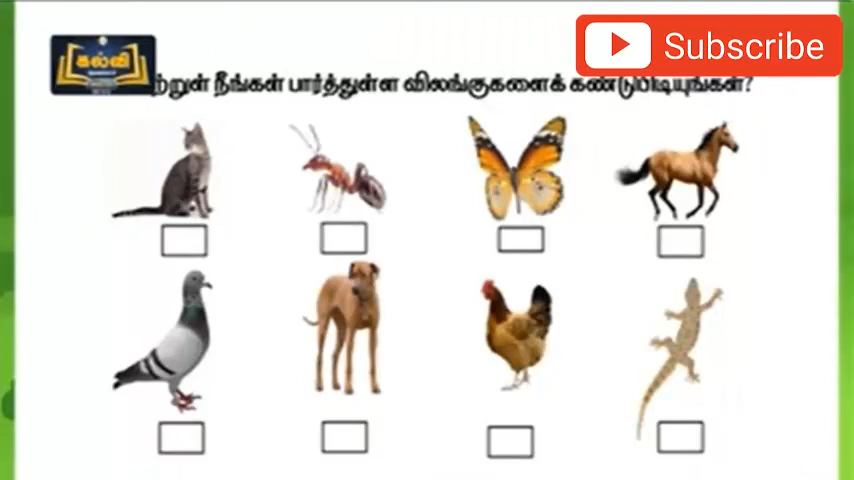 Subscribe
கல்வி
நீங்கள் பார்த்துள்ள விலங்குகளைக் கண்டுபிடியுங்கள்?